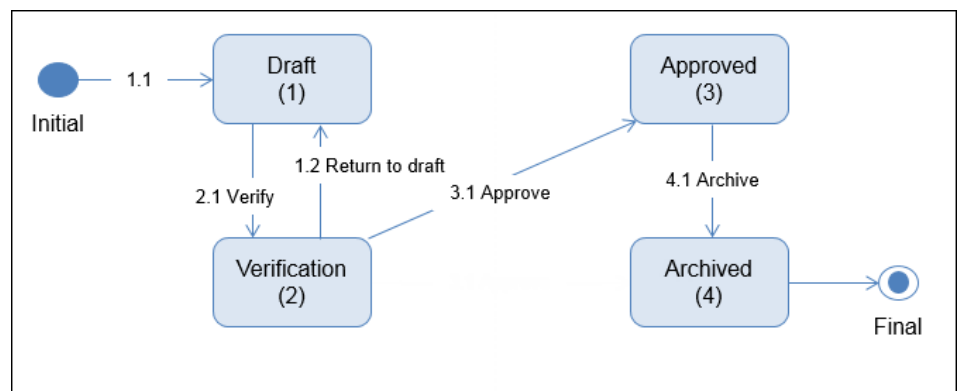 Draft
(1)
Approved
(3)
1.1
Initial
1.2 Return to draft
2.1 Verify
3.1 Approve
4.1 Archive
Verification
(2)
Archived
(4)
Final